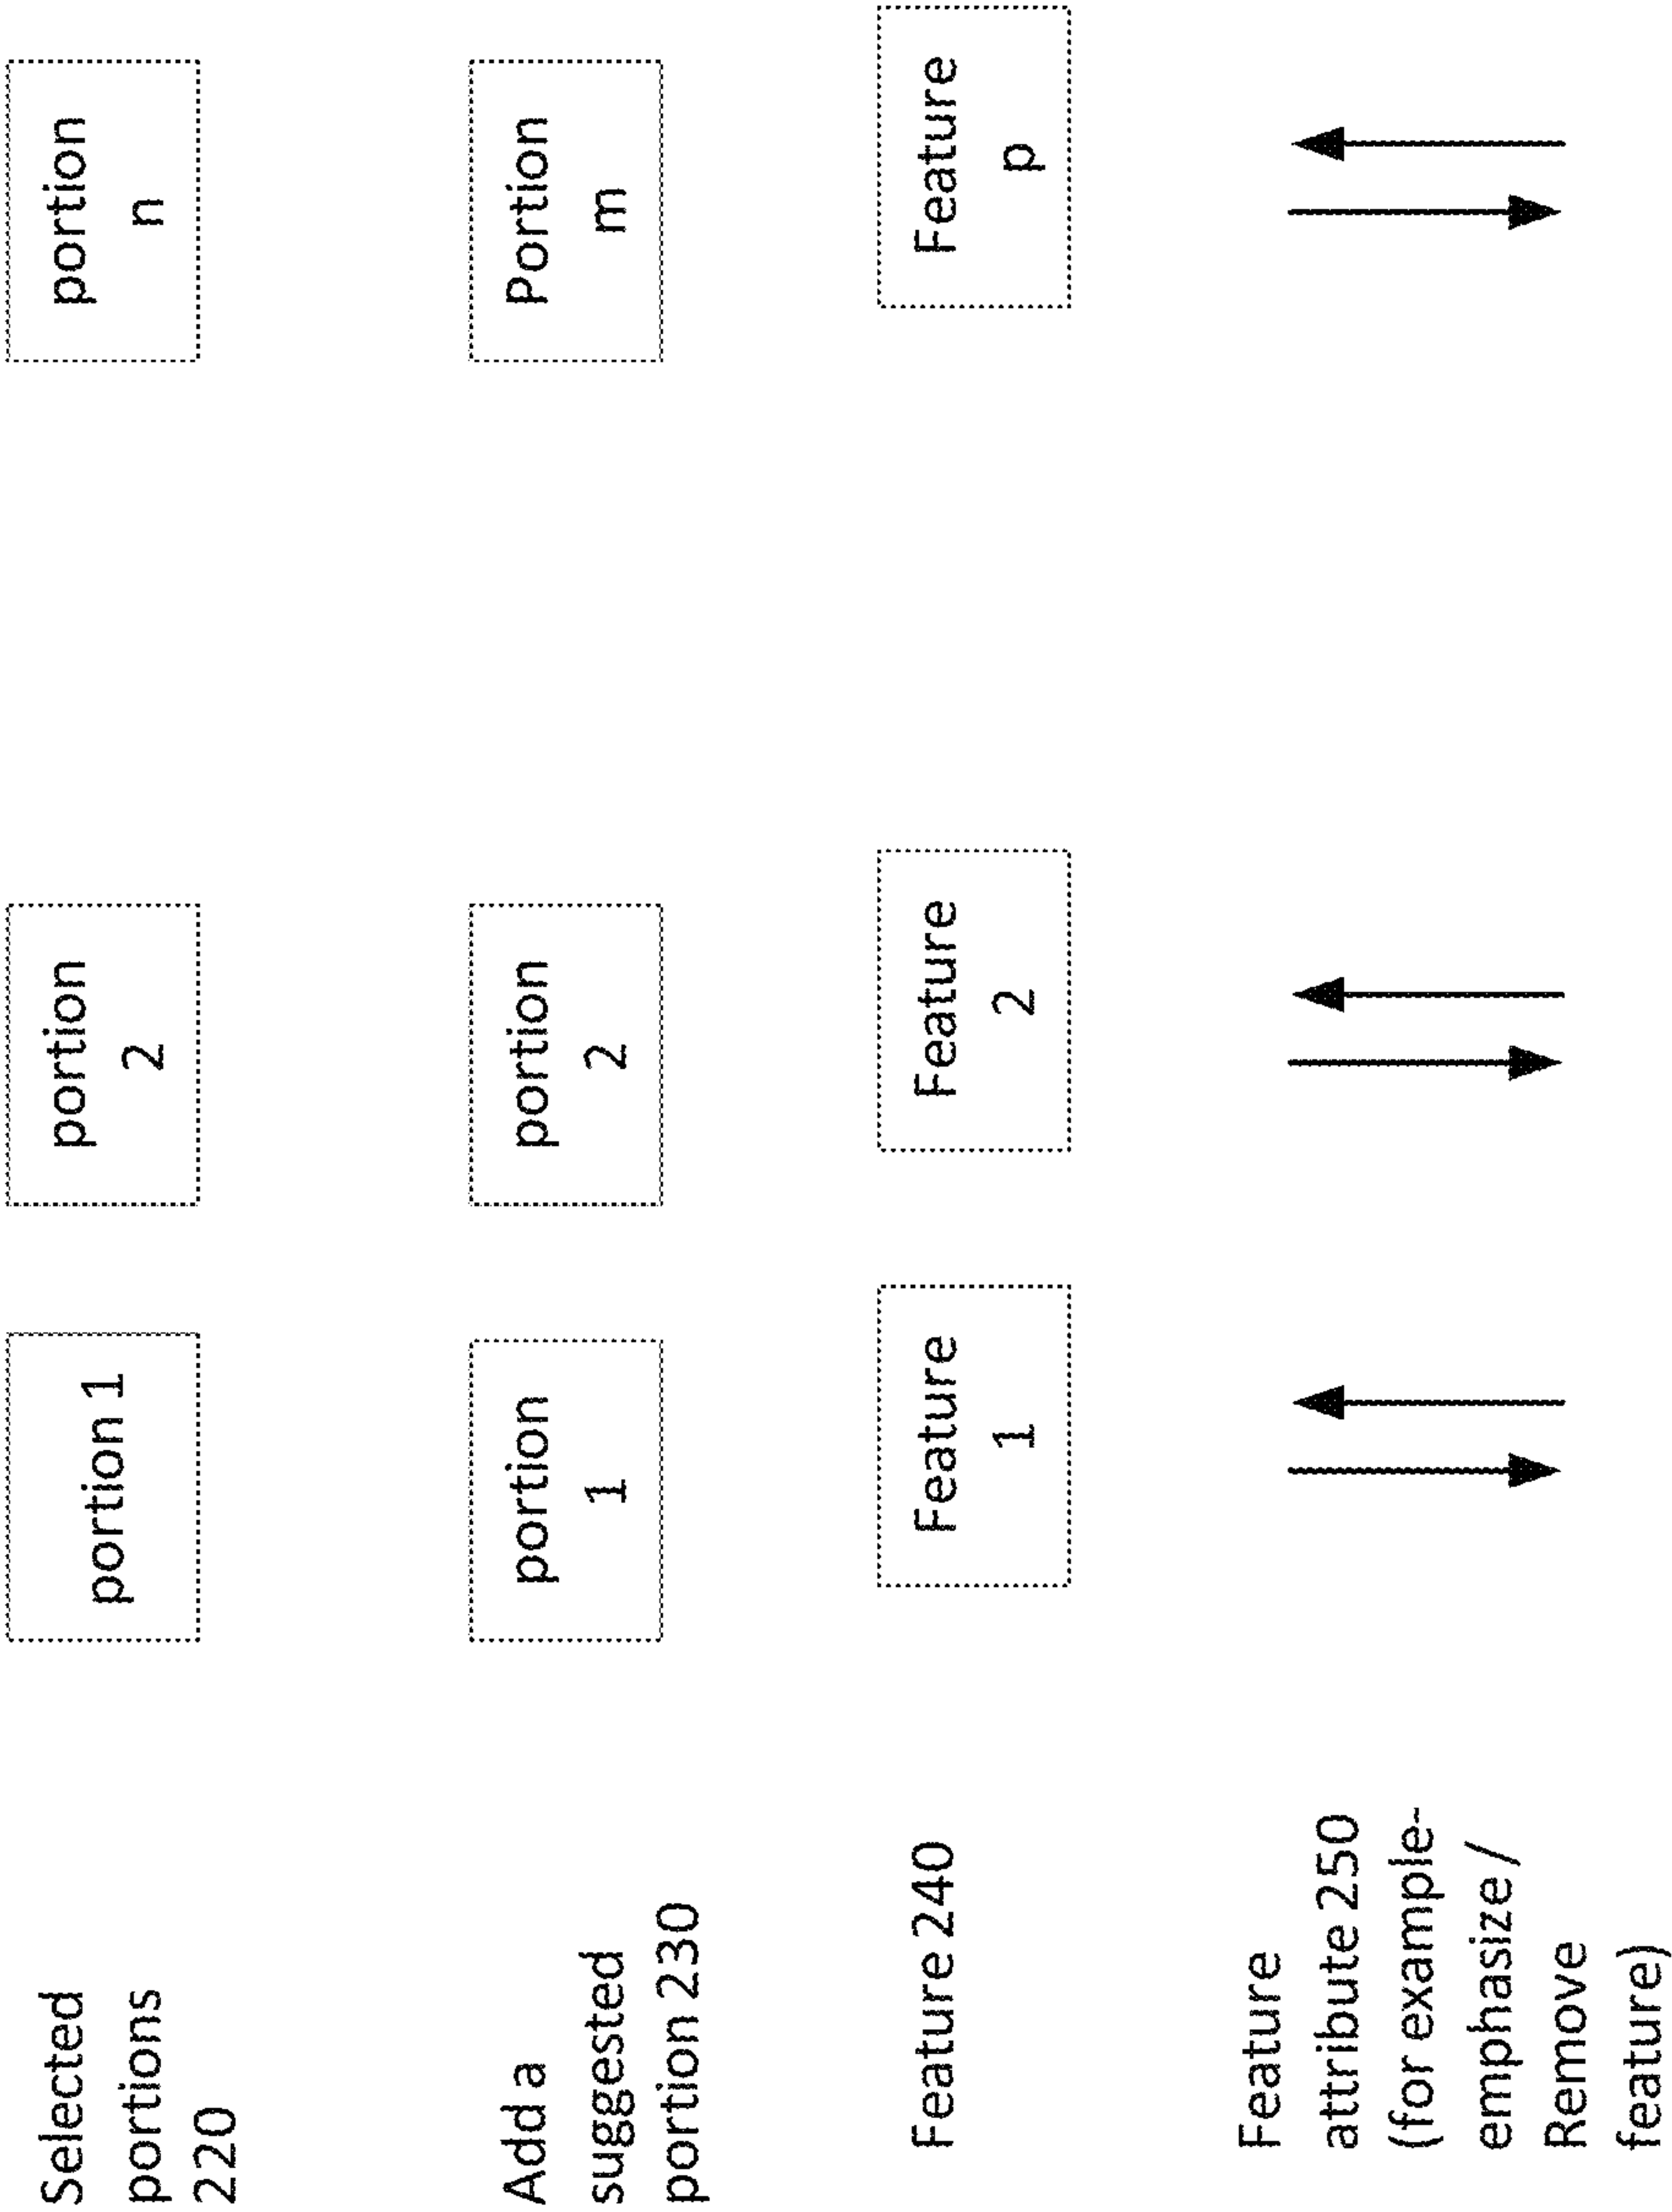 Selected
portions
220
portion 1
portion
2
portion
n
Add a
suggested
portion 230
portion
1
portion
2
Portion
m
Feature 240
Feature
1
Feature
2
Feature
p
Feature
attribute 250
(for example-
emphasize /
Remove
feature)